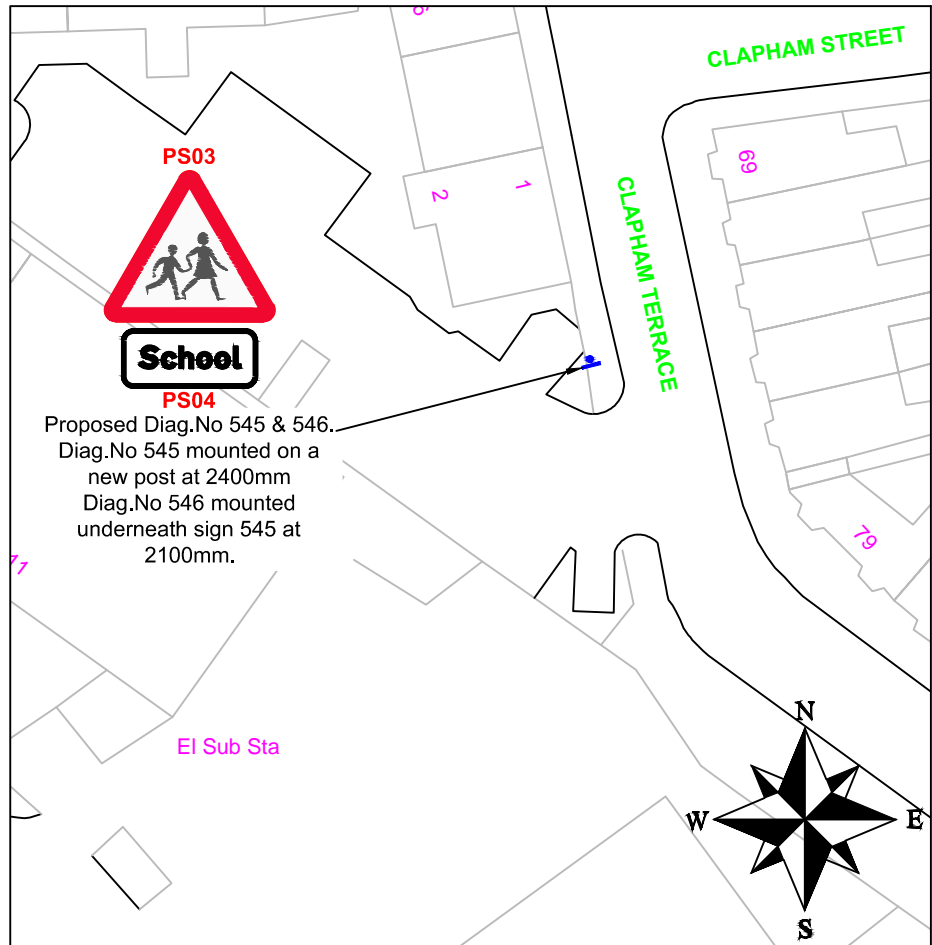 6
CLAPHAM STREET
PS03
69
2
1
CLAPHAM TERRACE
School
PS04
Proposed Diag.No 545 & 546.
Diag.No 545 mounted on a
new post at 2400mm
Diag.No 546 mounted
underneath sign 545 at
2100mm.
79
El Sub Sta
N
W
E
S